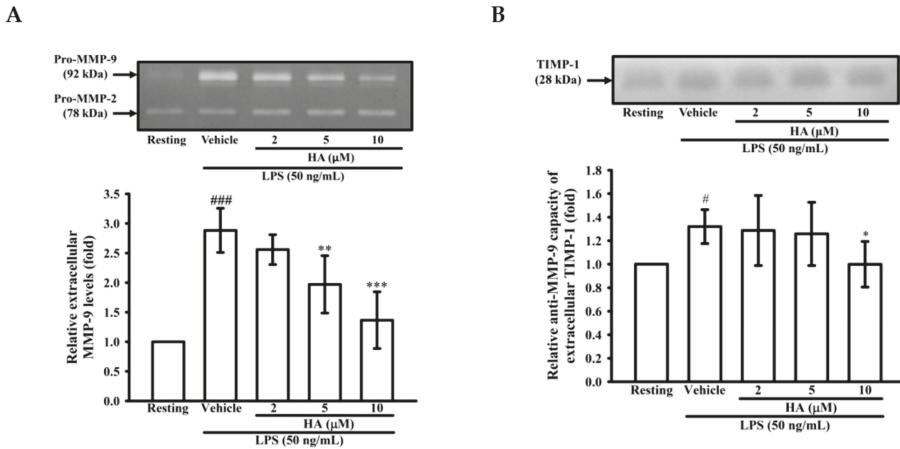 A
Pro-MMP-9
(92 kDa)
Pro-MMP-2
(78 kDa)
Resting Vehicle 2 5 10
HA (μM)
LPS (50 ng/mL)
Relative extracellular
MMP-9 levels (fold)
3.5
3.0
2.5
2.0
1.5
1.0
0.5
0.0
###
**
***
Resting Vehicle 2 5 10
HA (μM)
LPS (50 ng/mL)
B
TIMP-1
(28 kDa)
Resting Vehicle 2 5 10
HA (μM)
LPS (50 ng/mL)
Relative anti-MMP-9 capacity of
extracellular TIMP-1 (fold)
1.8
1.6
1.4
1.2
1.0
0.8
0.6
0.4
0.2
0.0
#
*
Resting Vehicle 2 5 10
HA (μM)
LPS (50 ng/mL)